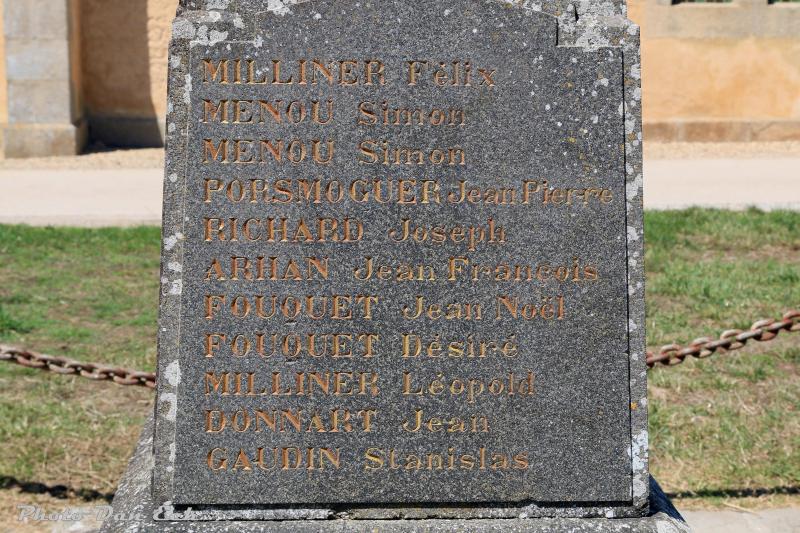 MILLINER Félix
MENOU Simon
MENOU Simon
PORSMOGUER Jean Pierre
RICHARD Joseph
ARHAN Jean François
FOUQUET Jean Noël
FOUQUET Désiré
MILLINER Léopold
DONNART Jean
GAUDIN Stanislas
Photo